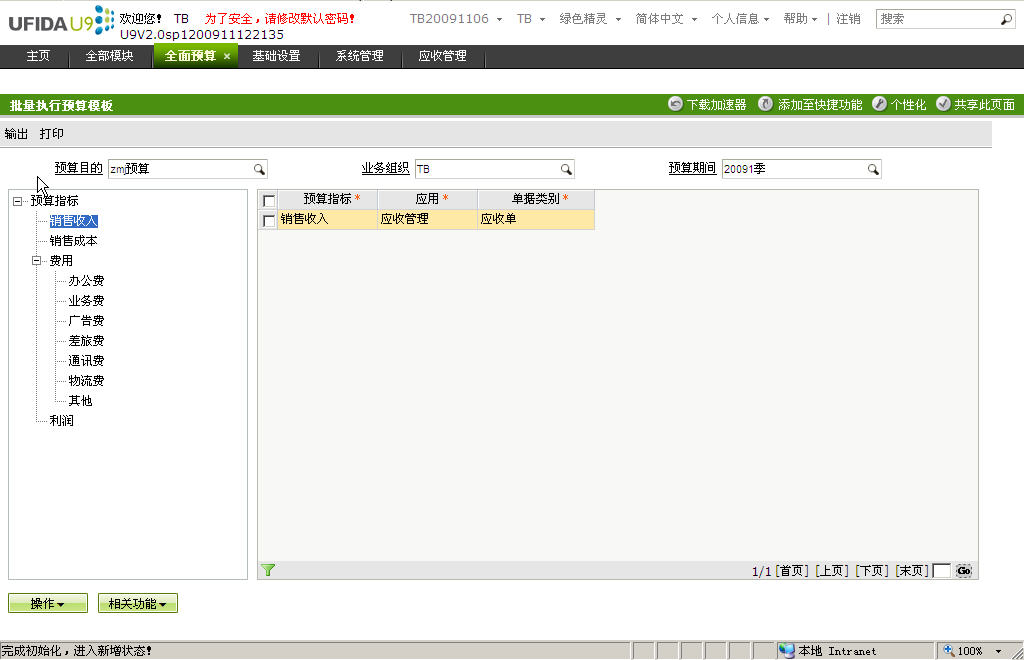 UFIDA U9 欢迎您! TB 为了安全，请修改默认密码! TB20091106 TB 绿色精灵 简体中文 个人信息 帮助 | 注销 搜索
U9V2.0sp1200911122135
主页 全部模块 全面预算 × 基础设置 系统管理 应收管理
批量执行预算模板 下载加速器 添加至快捷功能 个性化 共享此页面
输出 打印
预算目的 zmj预算 业务组织 TB 预算期间 20091季
预算指标
销售收入
销售成本
费用
办公费
业务费
广告费
差旅费
通讯费
物流费
其他
利润
预算指标 * 应用 * 单据类别 *
销售收入 应收管理 应收单
1/1 [首页] [上页] [下页] [末页] Go
操作 相关功能
完成初始化，进入新增状态! 本地 Intranet 100%